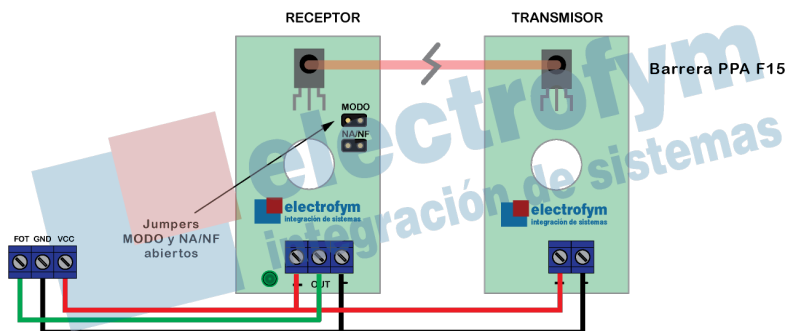 RECEPTOR
TRANSMISOR
Barrera PPA F15
MODO
NA/NF
electrofym
integración de sistemas
electrofym
integración de sistemas
electrofym
integración de sistemas
Jumpers
MODO y NA/NF
abiertos
FOT GND VCC
OUT